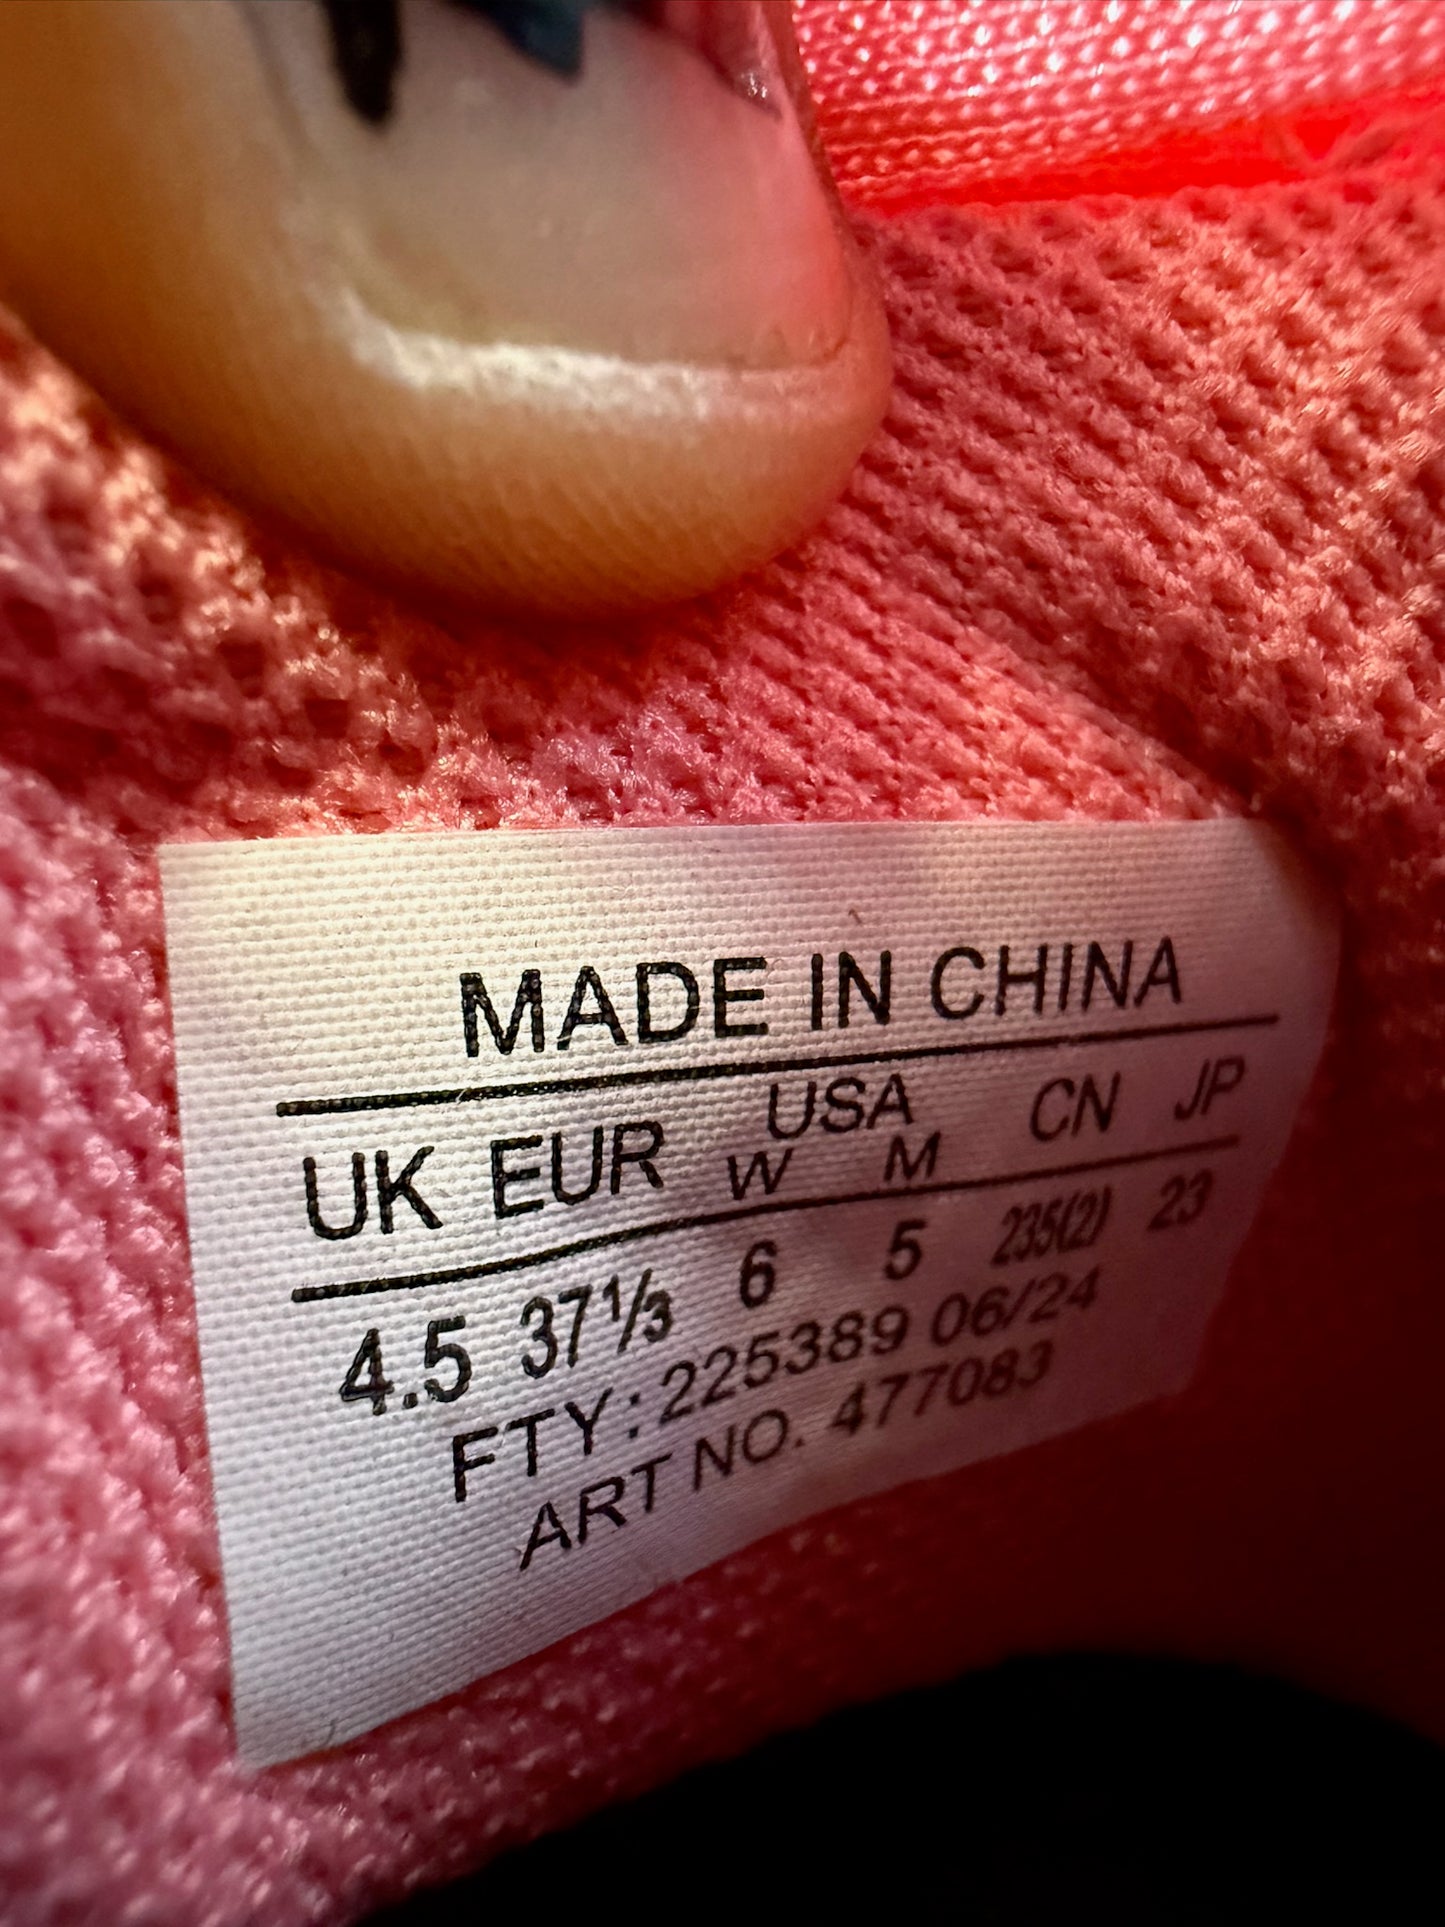 MADE IN CHINA
UK EUR USA CN JP
W M
4.5 37⅓ 6 5 235(2) 23
FTY: 225389 06/24
ART NO. 477083